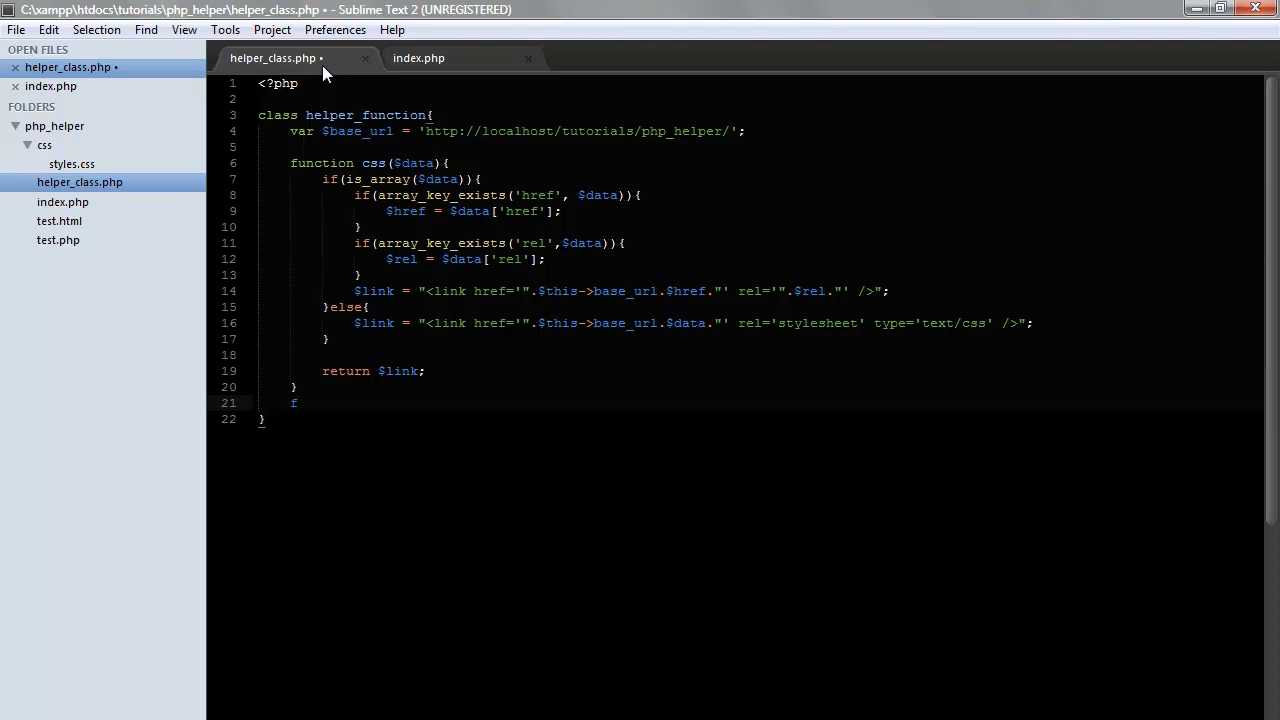 C:\xampp\htdocs\tutorials\php_helper\helper_class.php • - Sublime Text 2 (UNREGISTERED)
File Edit Selection Find View Tools Project Preferences Help
OPEN FILES
helper_class.php •
index.php
FOLDERS
php_helper
css
styles.css
helper_class.php
index.php
test.html
test.php
helper_class.php • index.php
1 <?php
2
3 class helper_function{
4 var $base_url = 'http://localhost/tutorials/php_helper/';
5
6 function css($data){
7 if(is_array($data)){
8 if(array_key_exists('href', $data)){
9 $href = $data['href'];
10 }
11 if(array_key_exists('rel',$data)){
12 $rel = $data['rel'];
13 }
14 $link = "<link href='".$this->base_url.$href."' rel='".$rel."' />";
15 }else{
16 $link = "<link href='".$this->base_url.$data."' rel='stylesheet' type='text/css' />";
17 }
18
19 return $link;
20 }
21 f
22 }